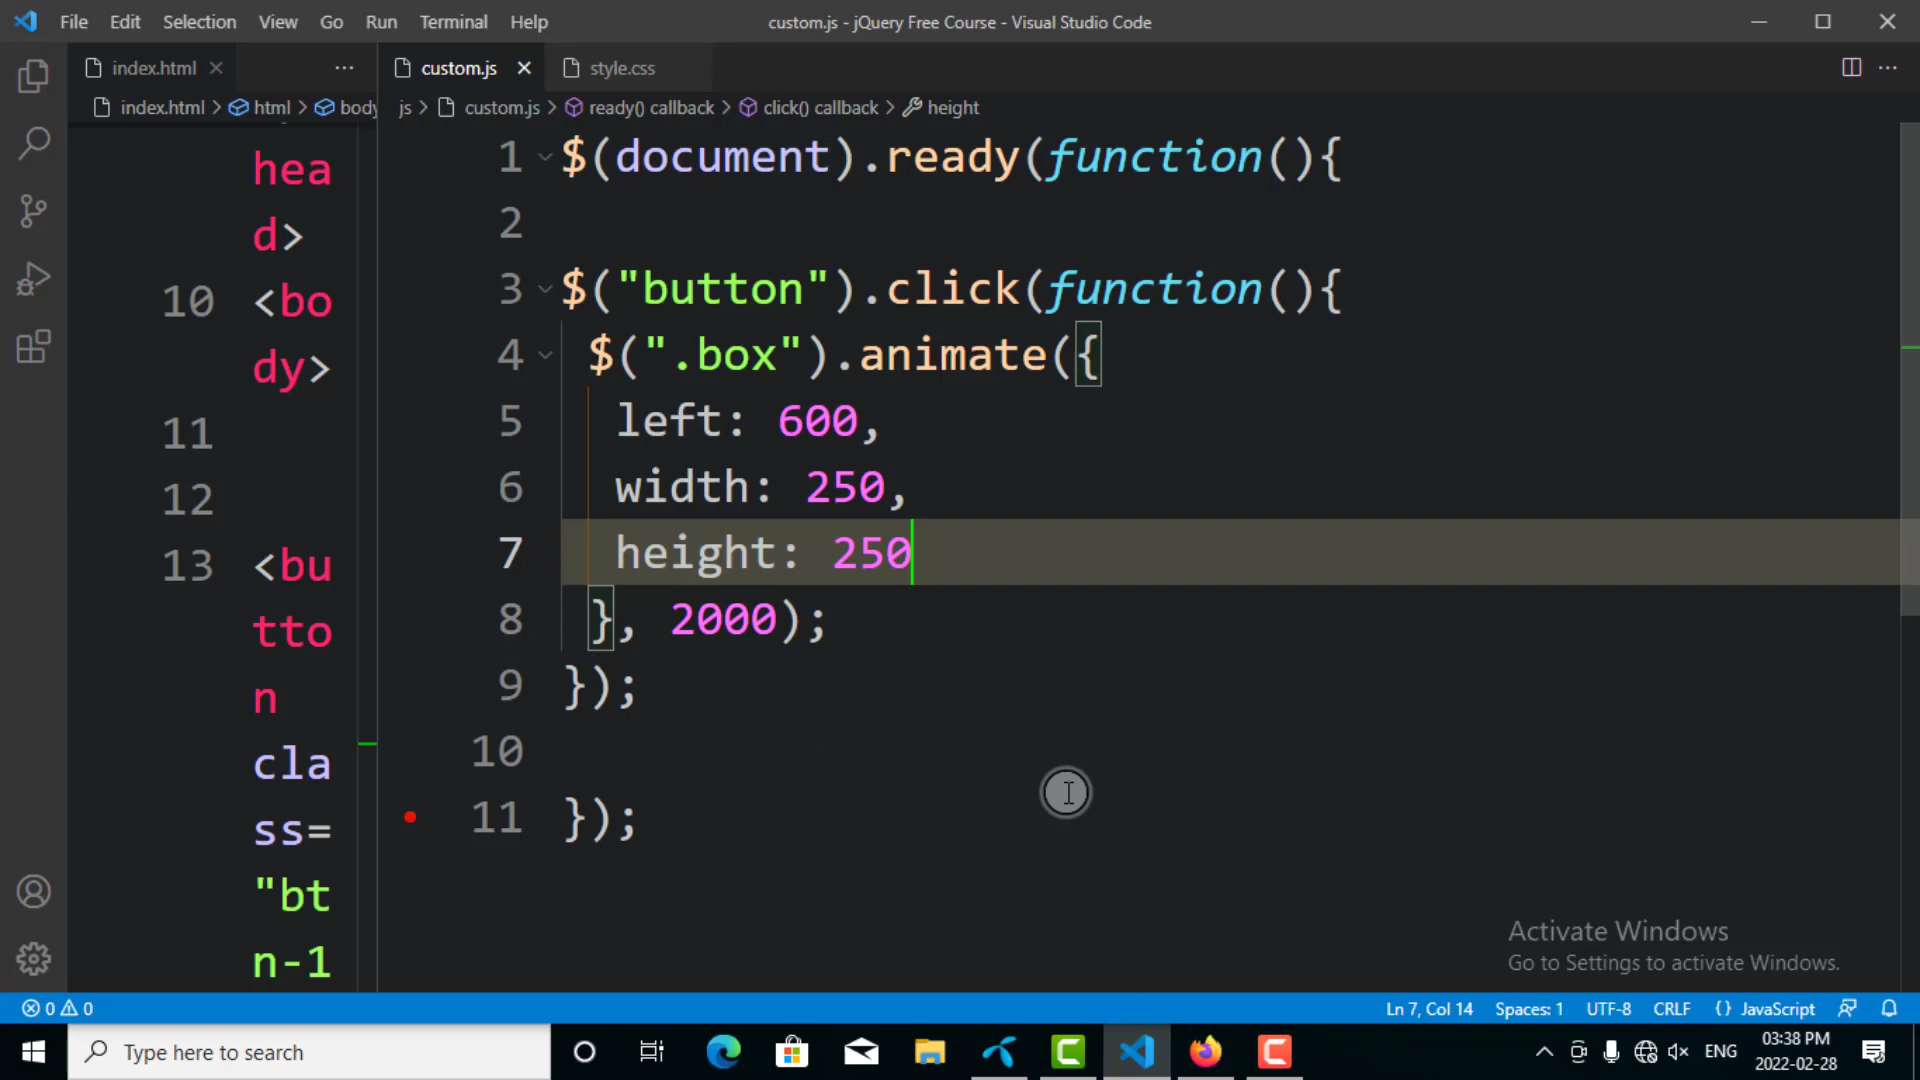 File Edit Selection View Go Run Terminal Help
custom.js - jQuery Free Course - Visual Studio Code
index.html
custom.js
style.css
index.html > html > body
js > custom.js > ready() callback > click() callback > height
hea
d>
10 <bo
dy>
11
12
13 <bu
tto
n
cla
ss=
"bt
n-1
1 $(document).ready(function(){
2
3 $("button").click(function(){
4 $(".box").animate({
5 left: 600,
6 width: 250,
7 height: 250
8 }, 2000);
9 });
10
11 });
Activate Windows
Go to Settings to activate Windows.
0 0
Ln 7, Col 14 Spaces: 1 UTF-8 CRLF {} JavaScript
Type here to search
ENG
03:38 PM
2022-02-28